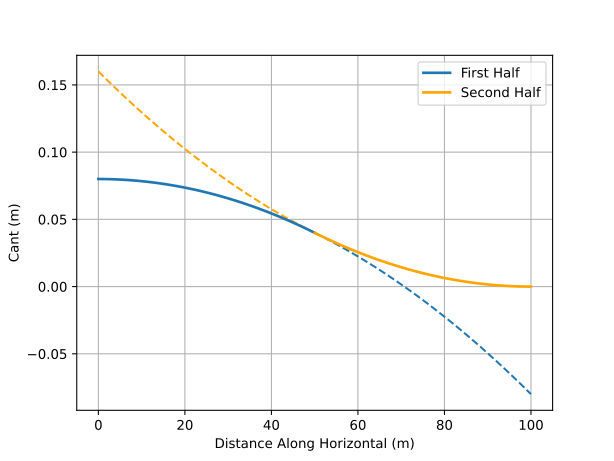 First Half
Second Half
0.15
0.10
0.05
0.00
−0.05
Cant (m)
0 20 40 60 80 100
Distance Along Horizontal (m)